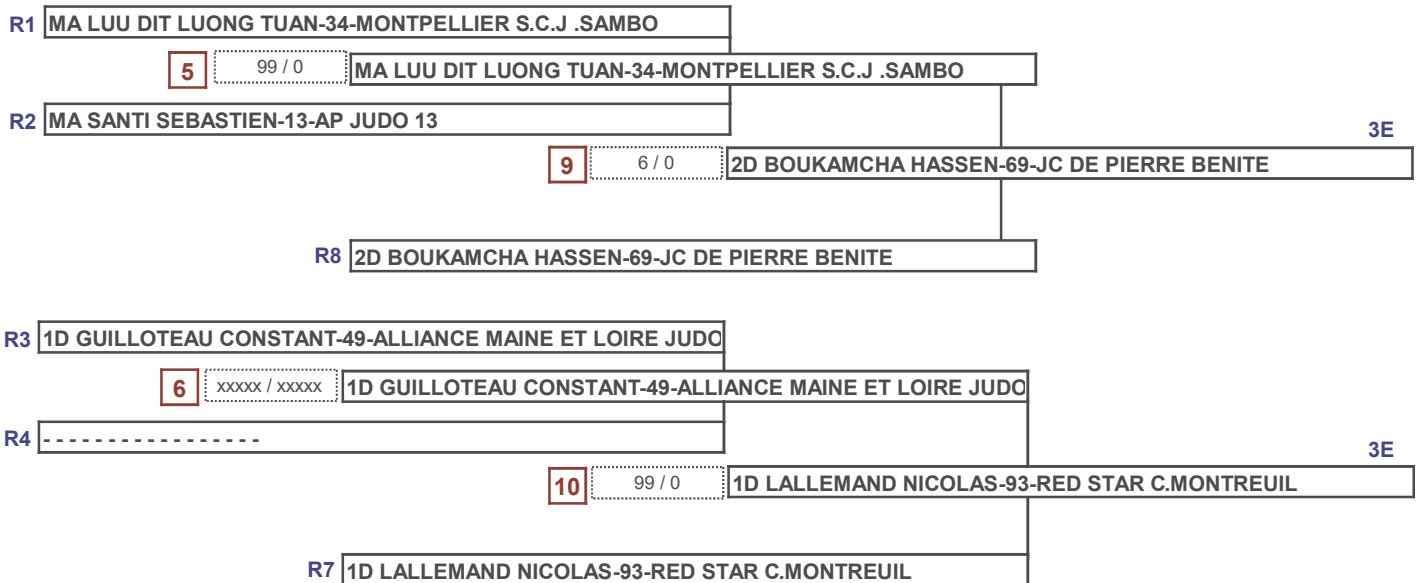 R1 MA LUU DIT LUONG TUAN-34-MONTPELLIER S.C.J .SAMBO
5 99 / 0 MA LUU DIT LUONG TUAN-34-MONTPELLIER S.C.J .SAMBO
R2 MA SANTI SEBASTIEN-13-AP JUDO 13
3E
9 6 / 0 2D BOUKAMCHA HASSEN-69-JC DE PIERRE BENITE
R8 2D BOUKAMCHA HASSEN-69-JC DE PIERRE BENITE
R3 1D GUILLOTEAU CONSTANT-49-ALLIANCE MAINE ET LOIRE JUDO
6 xxxxx / xxxxx 1D GUILLOTEAU CONSTANT-49-ALLIANCE MAINE ET LOIRE JUDO
R4 - - - - - - - - - - - - - - - - -
3E
10 99 / 0 1D LALLEMAND NICOLAS-93-RED STAR C.MONTREUIL
R7 1D LALLEMAND NICOLAS-93-RED STAR C.MONTREUIL